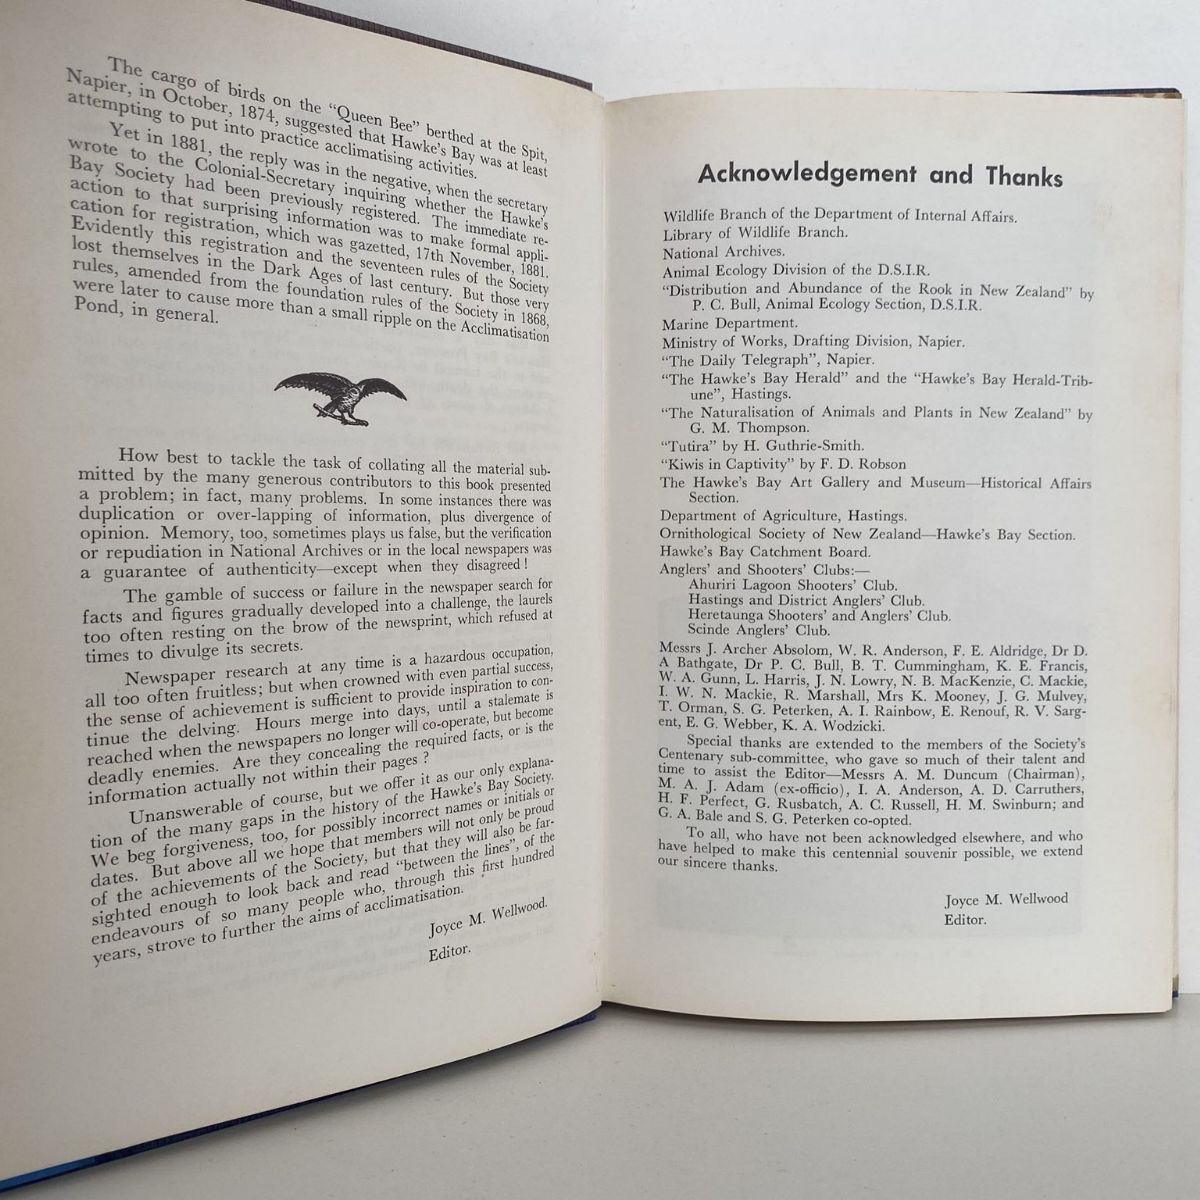 The cargo of birds on the "Queen Bee" berthed at the Spit,
Napier, in October, 1874, suggested that Hawke's Bay was at least
attempting to put into practice acclimatising activities.
Yet in 1881, the reply was in the negative, when the secretary
wrote to the Colonial-Secretary inquiring whether the Hawke's
Bay Society had been previously registered. The immediate re-
action to that surprising information was to make formal appli-
cation for registration, which was gazetted, 17th November, 1881.
Evidently this registration and the seventeen rules of the Society
lost themselves in the Dark Ages of last century. But those very
rules, amended from the foundation rules of the Society in 1868,
were later to cause more than a small ripple on the Acclimatisation
Pond, in general.
How best to tackle the task of collating all the material sub-
mitted by the many generous contributors to this book presented
a problem; in fact, many problems. In some instances there was
duplication or over-lapping of information, plus divergence of
opinion. Memory, too, sometimes plays us false, but the verification
or repudiation in National Archives or in the local newspapers was
a guarantee of authenticity—except when they disagreed!
The gamble of success or failure in the newspaper search for
facts and figures gradually developed into a challenge, the laurels
too often resting on the brow of the newsprint, which refused at
times to divulge its secrets.
Newspaper research at any time is a hazardous occupation,
all too often fruitless; but when crowned with even partial success,
the sense of achievement is sufficient to provide inspiration to con-
tinue the delving. Hours merge into days, until a stalemate is
reached when the newspapers no longer will co-operate, but become
deadly enemies. Are they concealing the required facts, or is the
information actually not within their pages?
Unanswerable of course, but we offer it as our only explana-
tion of the many gaps in the history of the Hawke's Bay Society.
We beg forgiveness, too, for possibly incorrect names or initials or
dates. But above all we hope that members will not only be proud
of the achievements of the Society, but that they will also be far-
sighted enough to look back and read "between the lines", of the
endeavours of so many people who, through this first hundred
years, strove to further the aims of acclimatisation.
Joyce M. Wellwood.
Editor.
Acknowledgement and Thanks
Wildlife Branch of the Department of Internal Affairs.
Library of Wildlife Branch.
National Archives.
Animal Ecology Division of the D.S.I.R.
"Distribution and Abundance of the Rook in New Zealand" by
P. C. Bull, Animal Ecology Section, D.S.I.R.
Marine Department.
Ministry of Works, Drafting Division, Napier.
"The Daily Telegraph", Napier.
"The Hawke's Bay Herald" and the "Hawke's Bay Herald-Trib-
une", Hastings.
"The Naturalisation of Animals and Plants in New Zealand" by
G. M. Thompson.
"Tutira" by H. Guthrie-Smith.
"Kiwis in Captivity" by F. D. Robson
The Hawke's Bay Art Gallery and Museum—Historical Affairs
Section.
Department of Agriculture, Hastings.
Ornithological Society of New Zealand—Hawke's Bay Section.
Hawke's Bay Catchment Board.
Anglers' and Shooters' Clubs:—
Ahuriri Lagoon Shooters' Club.
Hastings and District Anglers' Club.
Heretaunga Shooters' and Anglers' Club.
Scinde Anglers' Club.
Messrs J. Archer Absolom, W. R. Anderson, F. E. Aldridge, Dr D.
A Bathgate, Dr P. C. Bull, B. T. Cummingham, K. E. Francis,
W. A. Gunn, L. Harris, J. N. Lowry, N. B. MacKenzie, C. Mackie,
I. W. N. Mackie, R. Marshall, Mrs K. Mooney, J. G. Mulvey,
T. Orman, S. G. Peterken, A. I. Rainbow, E. Renouf, R. V. Sarg-
ent, E. G. Webber, K. A. Wodzicki.
Special thanks are extended to the members of the Society's
Centenary sub-committee, who gave so much of their talent and
time to assist the Editor—Messrs A. M. Duncum (Chairman),
M. A. J. Adam (ex-officio), I. A. Anderson, A. D. Carruthers,
H. F. Perfect, G. Rusbatch, A. C. Russell, H. M. Swinburn; and
G. A. Bale and S. G. Peterken co-opted.
To all, who have not been acknowledged elsewhere, and who
have helped to make this centennial souvenir possible, we extend
our sincere thanks.
Joyce M. Wellwood
Editor.